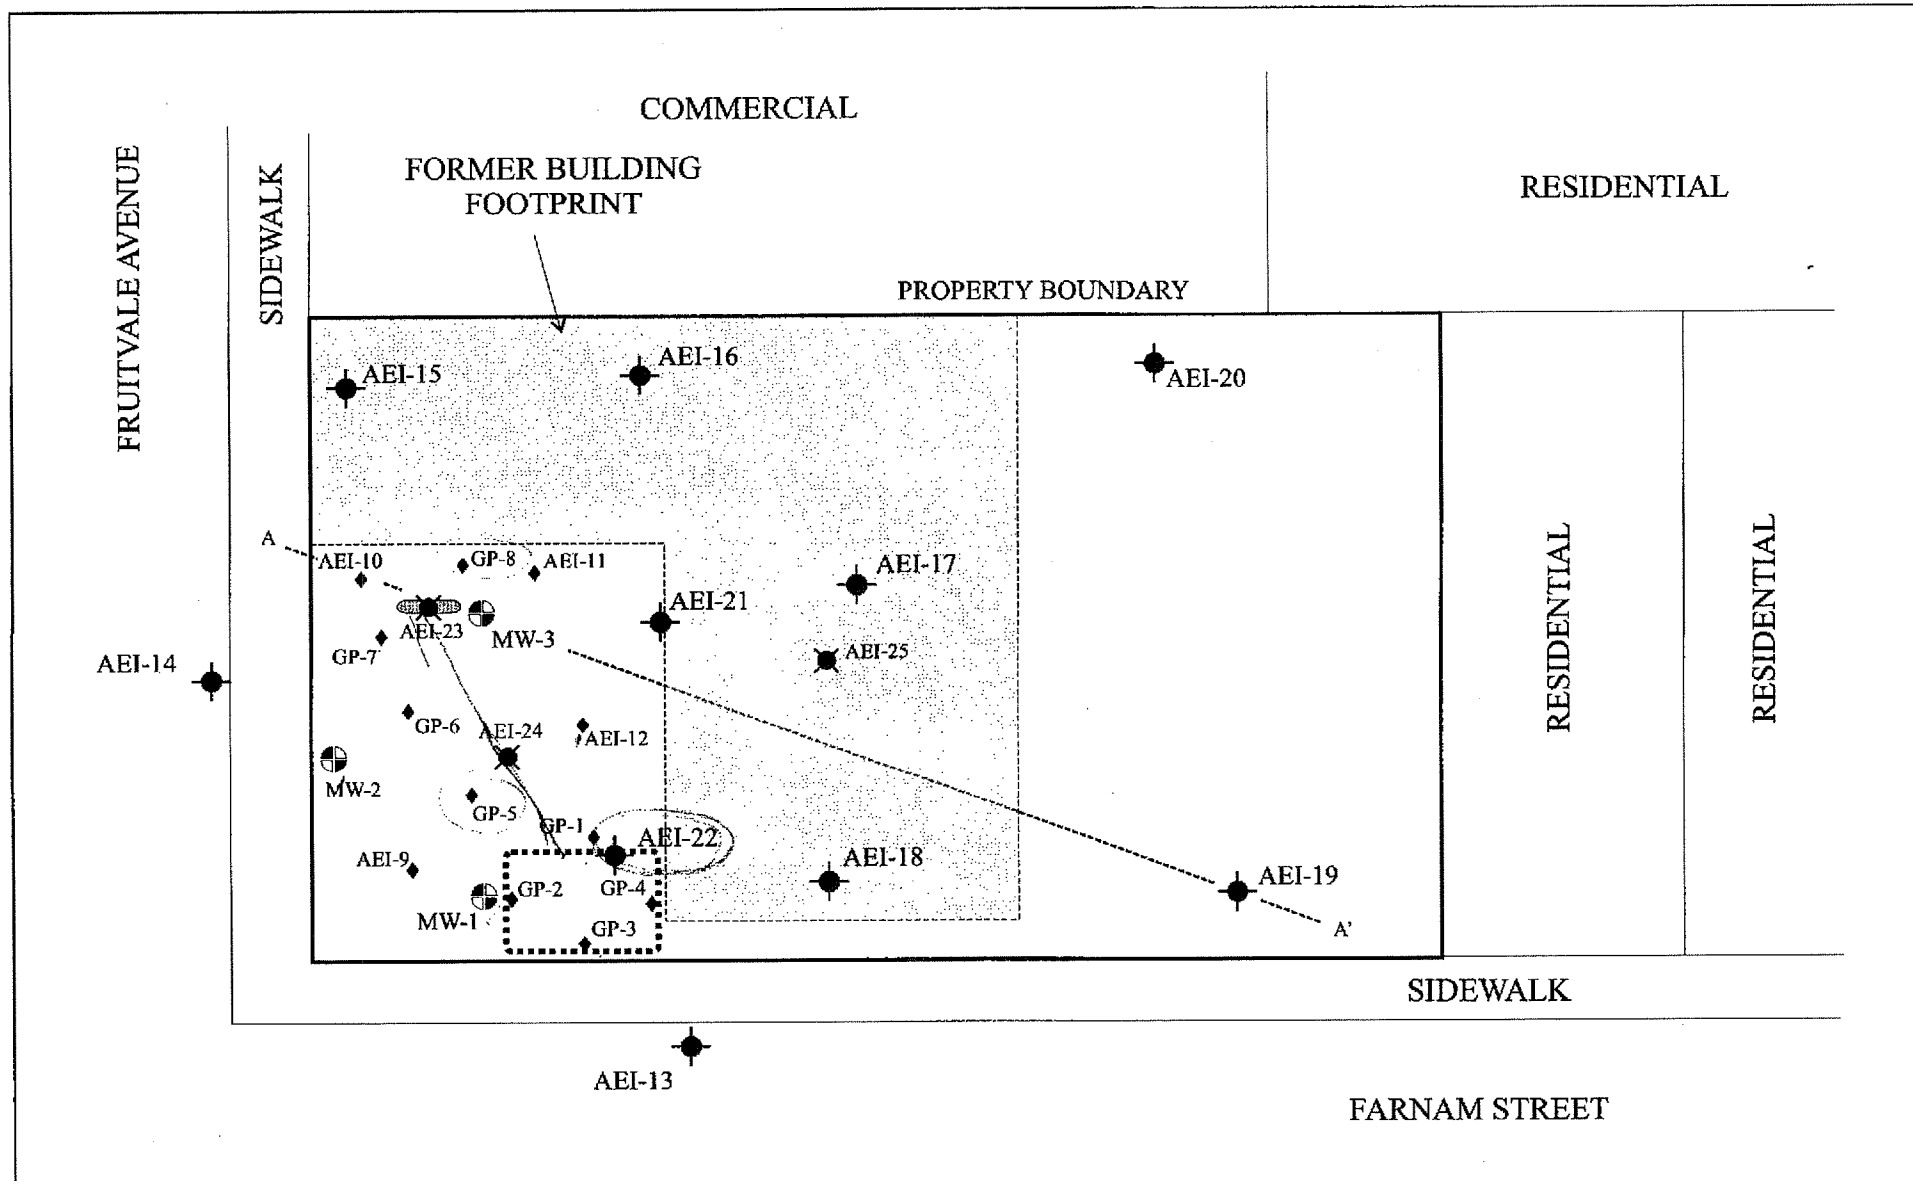 COMMERCIAL
FORMER BUILDING
FOOTPRINT
RESIDENTIAL
FRUITVALE AVENUE
SIDEWALK
PROPERTY BOUNDARY
AEI-15
AEI-16
AEI-20
A
AEI-10
GP-8
AEI-11
AEI-17
AEI-21
AEI-23
MW-3
GP-7
AEI-25
AEI-14
RESIDENTIAL
RESIDENTIAL
GP-6
AEI-24
AEI-12
MW-2
GP-5
GP-1
AEI-22
AEI-9
AEI-18
AEI-19
GP-2
GP-4
MW-1
GP-3
A'
SIDEWALK
AEI-13
FARNAM STREET